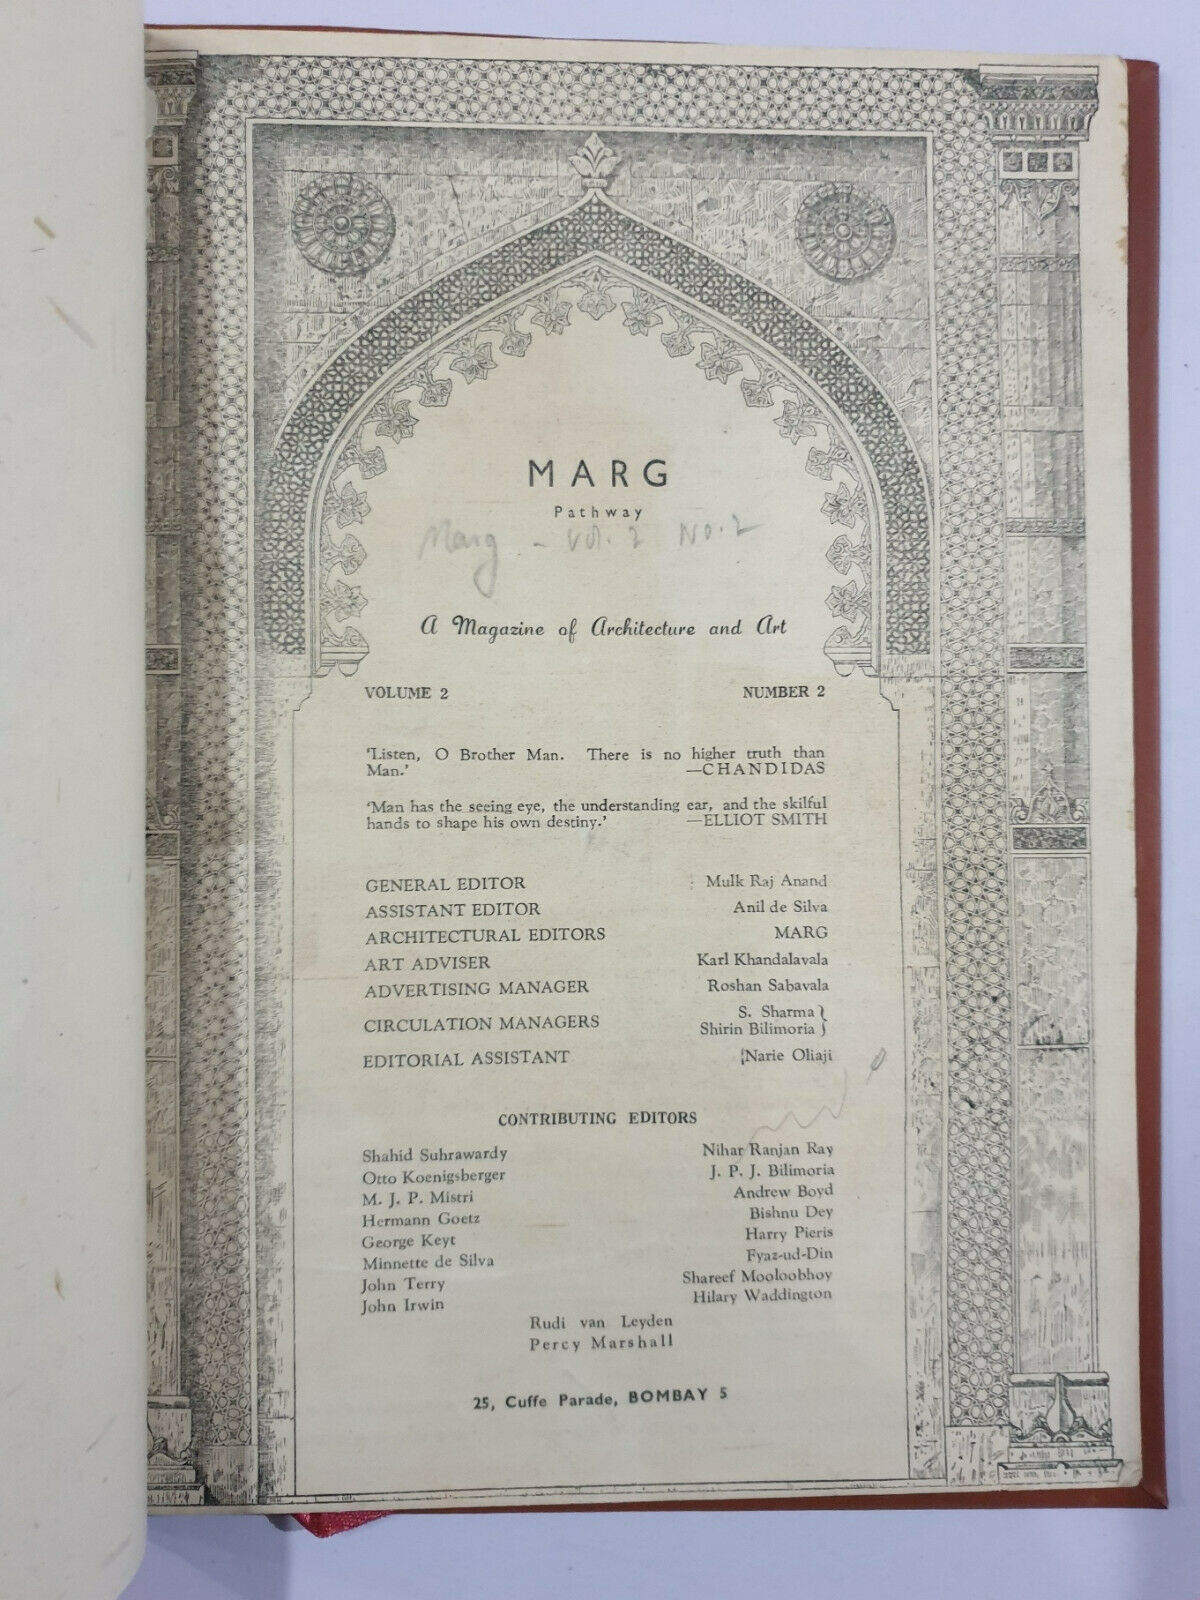 MARG
Pathway
Marg - Vol. 2 No. 2
A Magazine of Architecture and Art
VOLUME 2 NUMBER 2
'Listen, O Brother Man. There is no higher truth than
Man.' —CHANDIDAS
'Man has the seeing eye, the understanding ear, and the skilful
hands to shape his own destiny.' —ELLIOT SMITH
GENERAL EDITOR : Mulk Raj Anand
ASSISTANT EDITOR Anil de Silva
ARCHITECTURAL EDITORS MARG
ART ADVISER Karl Khandalavala
ADVERTISING MANAGER Roshan Sabavala
CIRCULATION MANAGERS S. Sharma
Shirin Bilimoria
EDITORIAL ASSISTANT Narie Oliaji
CONTRIBUTING EDITORS
Shahid Suhrawardy Nihar Ranjan Ray
Otto Koenigsberger J. P. J. Bilimoria
M. J. P. Mistri Andrew Boyd
Hermann Goetz Bishnu Dey
George Keyt Harry Pieris
Minnette de Silva Fyaz-ud-Din
John Terry Shareef Mooloobhoy
John Irwin Hilary Waddington
Rudi van Leyden
Percy Marshall
25, Cuffe Parade, BOMBAY 5